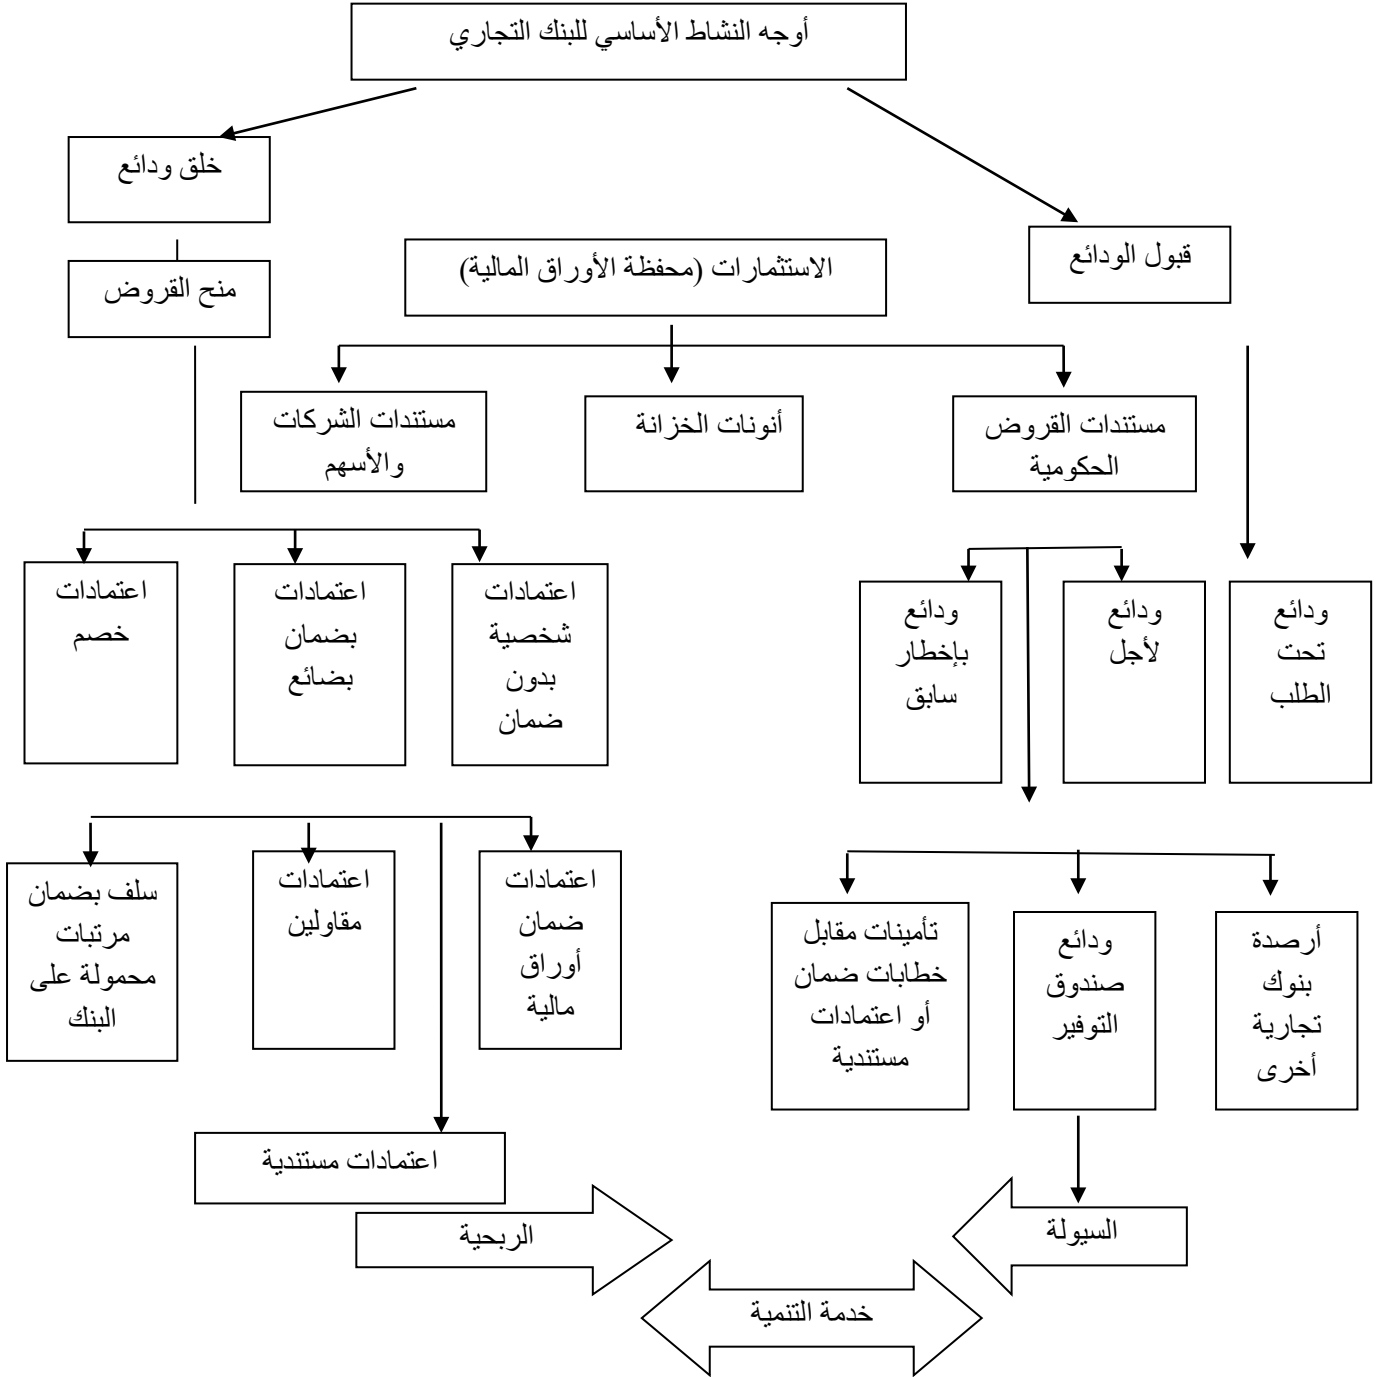 أوجه النشاط الأساسي للبنك التجاري
خلق ودائع
قبول الودائع
الاستثمارات (محفظة الأوراق المالية)
منح القروض
مستندات القروض
الحكومية
أنونات الخزانة
مستندات الشركات
والأسهم
ودائع
تحت
الطلب
ودائع
لأجل
ودائع
بإخطار
سابق
اعتمادات
شخصية
بدون
ضمان
اعتمادات
بضمان
بضائع
اعتمادات
خصم
أرصدة
بنوك
تجارية
أخرى
ودائع
صندوق
التوفير
تأمينات مقابل
خطابات ضمان
أو اعتمادات
مستندية
اعتمادات
ضمان
أوراق
مالية
اعتمادات
مقاولين
سلف بضمان
مرتبات
محمولة على
البنك
اعتمادات مستندية
السيولة
الربحية
خدمة التنمية